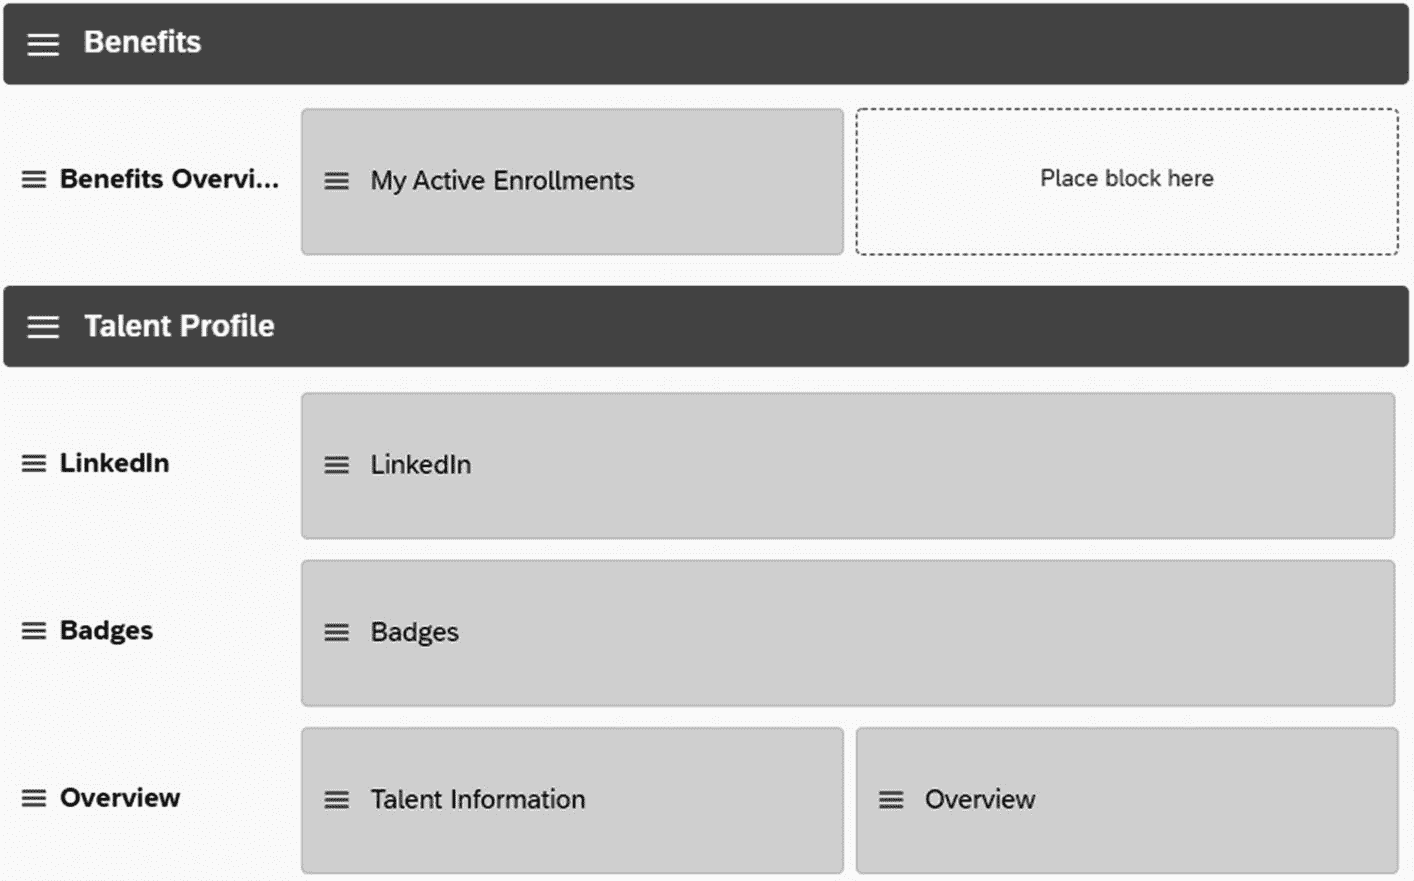 Benefits
Benefits Overvi...
My Active Enrollments
Place block here
Talent Profile
LinkedIn
LinkedIn
Badges
Badges
Overview
Talent Information
Overview